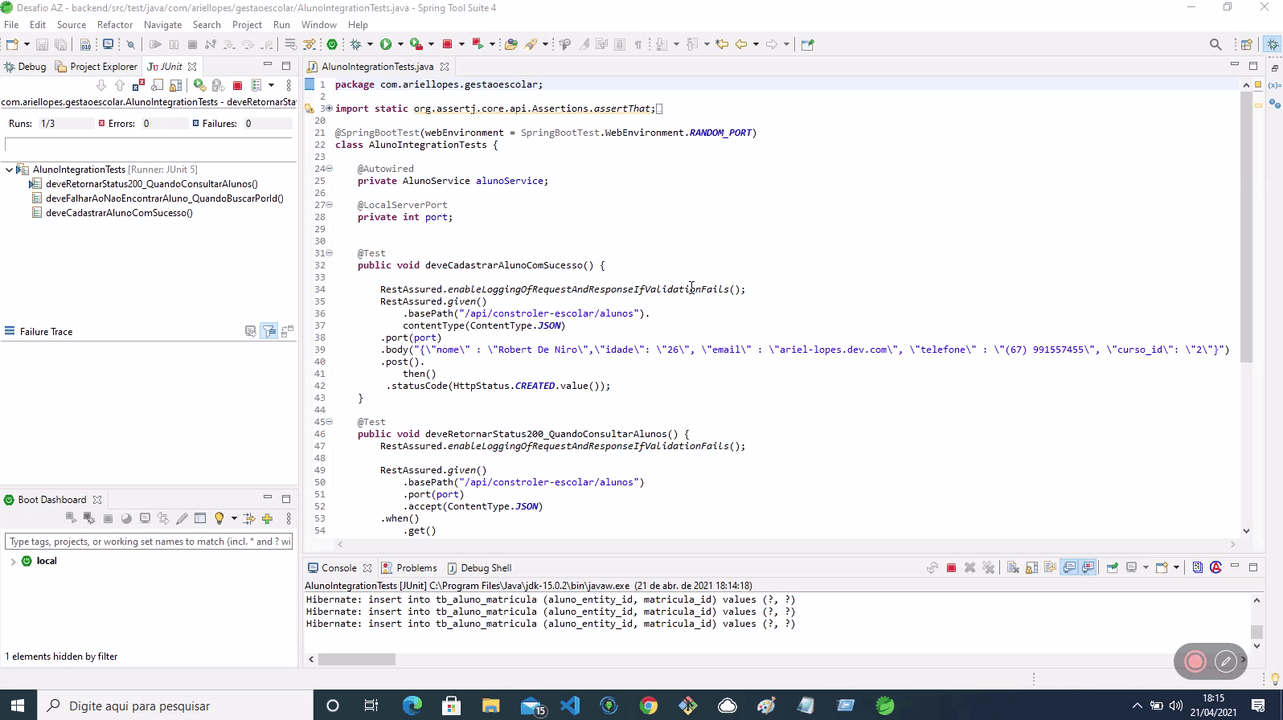 Desafio AZ - backend/src/test/java/com/ariellopes/gestaoescolar/AlunoIntegrationTests.java - Spring Tool Suite 4
File Edit Source Refactor Navigate Search Project Run Window Help
Debug Project Explorer JUnit
com.ariellopes.gestaoescolar.AlunoIntegrationTests - deveRetornarSta
Runs: 1/3 Errors: 0 Failures: 0
AlunoIntegrationTests [Runner: JUnit 5]
deveRetornarStatus200_QuandoConsultarAlunos()
deveFalharAoNaoEncontrarAluno_QuandoBuscarPorId()
deveCadastrarAlunoComSucesso()
Failure Trace
Boot Dashboard
Type tags, projects, or working set names to match (incl. * and ? wi
local
1 elements hidden by filter
AlunoIntegrationTests.java
1 package com.ariellopes.gestaoescolar;
2
3 import static org.assertj.core.api.Assertions.assertThat;
20
21 @SpringBootTest(webEnvironment = SpringBootTest.WebEnvironment.RANDOM_PORT)
22 class AlunoIntegrationTests {
23
24 @Autowired
25 private AlunoService alunoService;
26
27 @LocalServerPort
28 private int port;
29
30
31 @Test
32 public void deveCadastrarAlunoComSucesso() {
33
34 RestAssured.enableLoggingOfRequestAndResponseIfValidationFails();
35 RestAssured.given()
36 .basePath("/api/constroler-escolar/alunos").
37 contentType(ContentType.JSON)
38 .port(port)
39 .body("{\"nome\" : \"Robert De Niro\",\"idade\": \"26\", \"email\" : \"ariel-lopes.dev.com\", \"telefone\" : \"(67) 991557455\", \"curso_id\": \"2\"}")
40 .post().
41 then()
42 .statusCode(HttpStatus.CREATED.value());
43 }
44
45 @Test
46 public void deveRetornarStatus200_QuandoConsultarAlunos() {
47 RestAssured.enableLoggingOfRequestAndResponseIfValidationFails();
48
49 RestAssured.given()
50 .basePath("/api/constroler-escolar/alunos")
51 .port(port)
52 .accept(ContentType.JSON)
53 .when()
54 .get()
Console Problems Debug Shell
AlunoIntegrationTests [JUnit] C:\Program Files\Java\jdk-15.0.2\bin\javaw.exe (21 de abr. de 2021 18:14:18)
Hibernate: insert into tb_aluno_matricula (aluno_entity_id, matricula_id) values (?, ?)
Hibernate: insert into tb_aluno_matricula (aluno_entity_id, matricula_id) values (?, ?)
Hibernate: insert into tb_aluno_matricula (aluno_entity_id, matricula_id) values (?, ?)
Digite aqui para pesquisar
15
18:15
21/04/2021